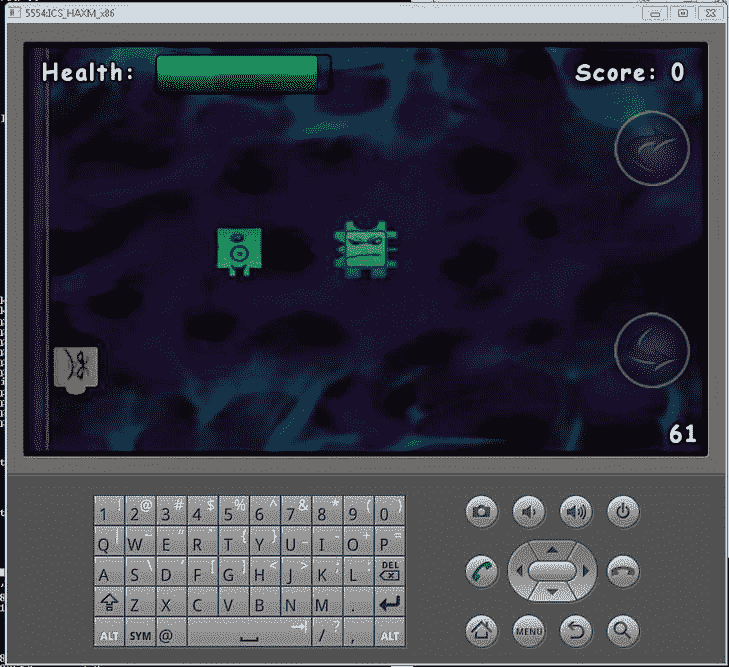 5554:ICS_HAXM_x86
Health:
Score: 0
61
1 2 @ 3 # 4 $ 5 % 6 ^ 7 & 8 * 9 ( 0 )
Q | W ~ E " R ` T { Y } U _ I - O + P =
A S \ D ' F [ G ] H < J > K ; L : DEL
Z X C V B N M .
ALT SYM @ / ? , ALT
MENU